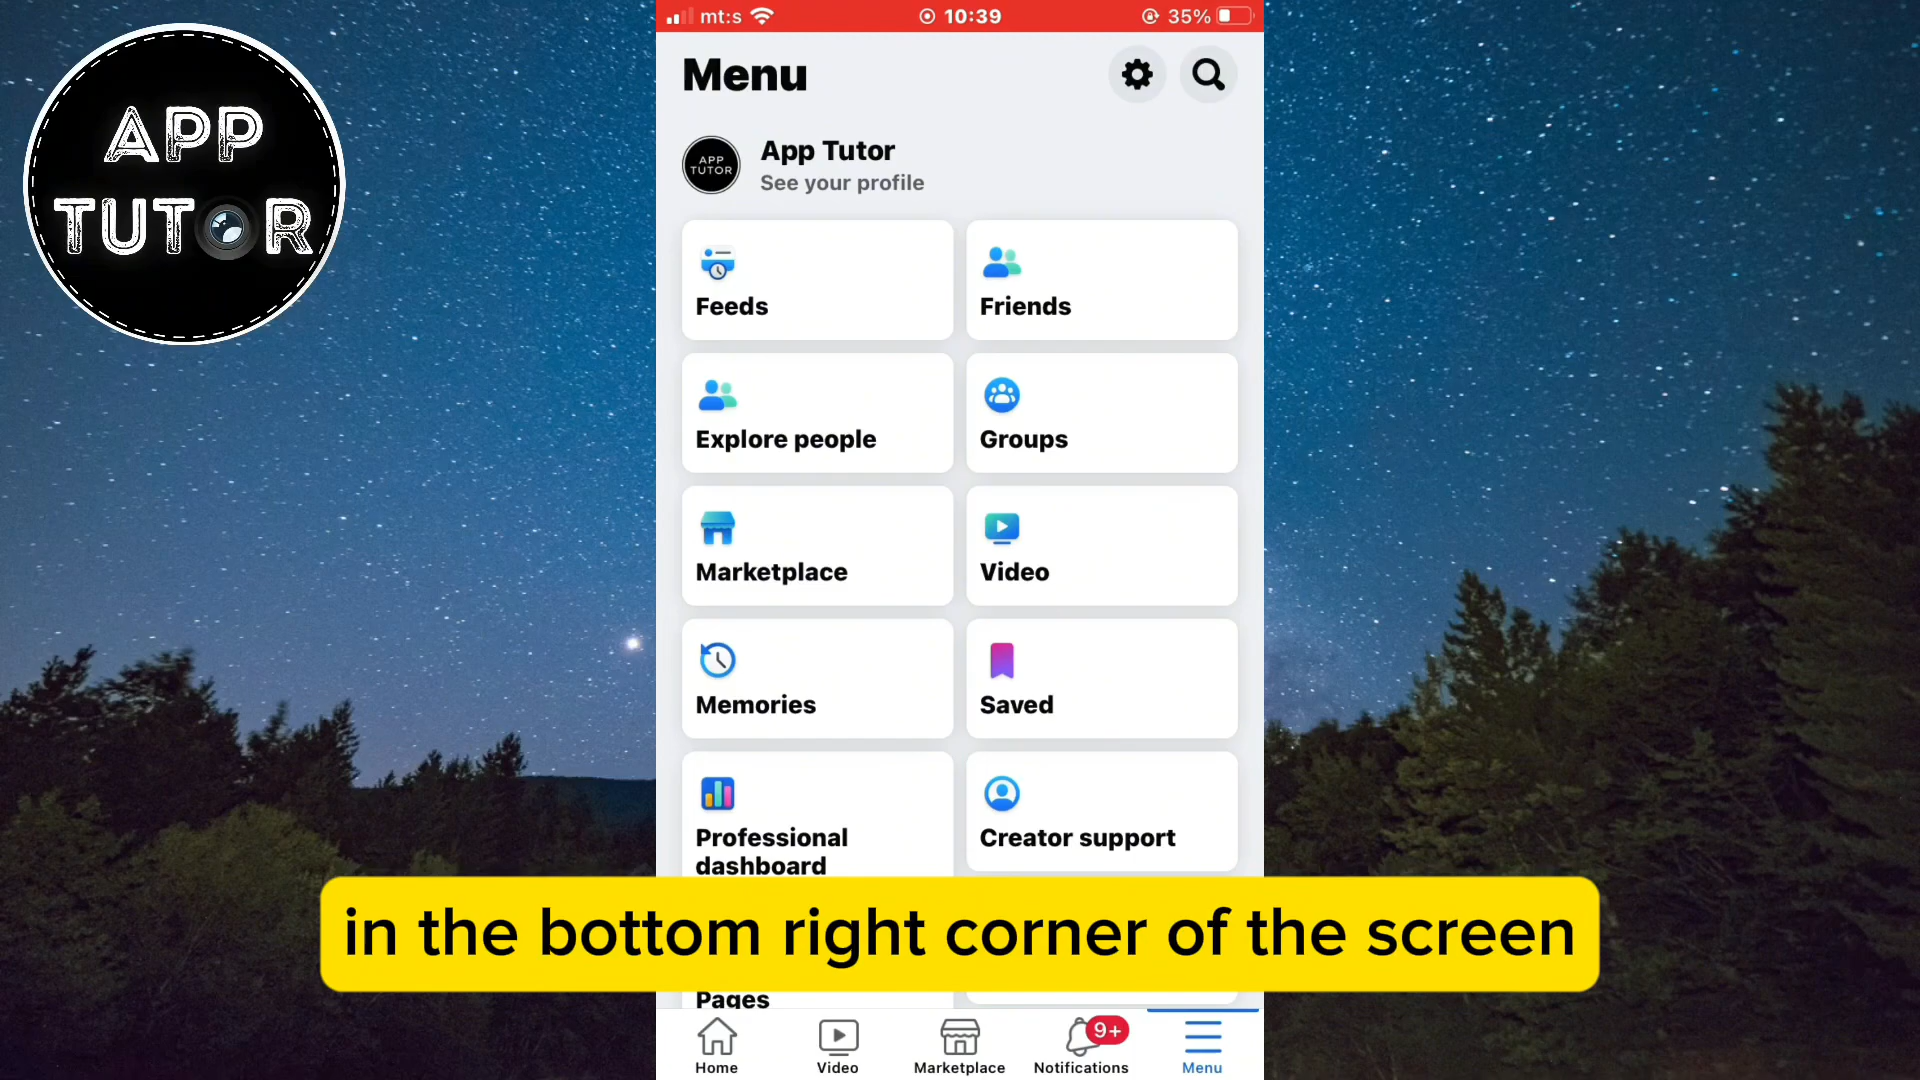 APP
TUTOR
mt:s
10:39
35%
Menu
APP
TUTOR
App Tutor
See your profile
Feeds
Friends
Explore people
Groups
Marketplace
Video
Memories
Saved
Professional
dashboard
Creator support
in the bottom right corner of the screen
Pages
9+
Home
Video
Marketplace
Notifications
Menu